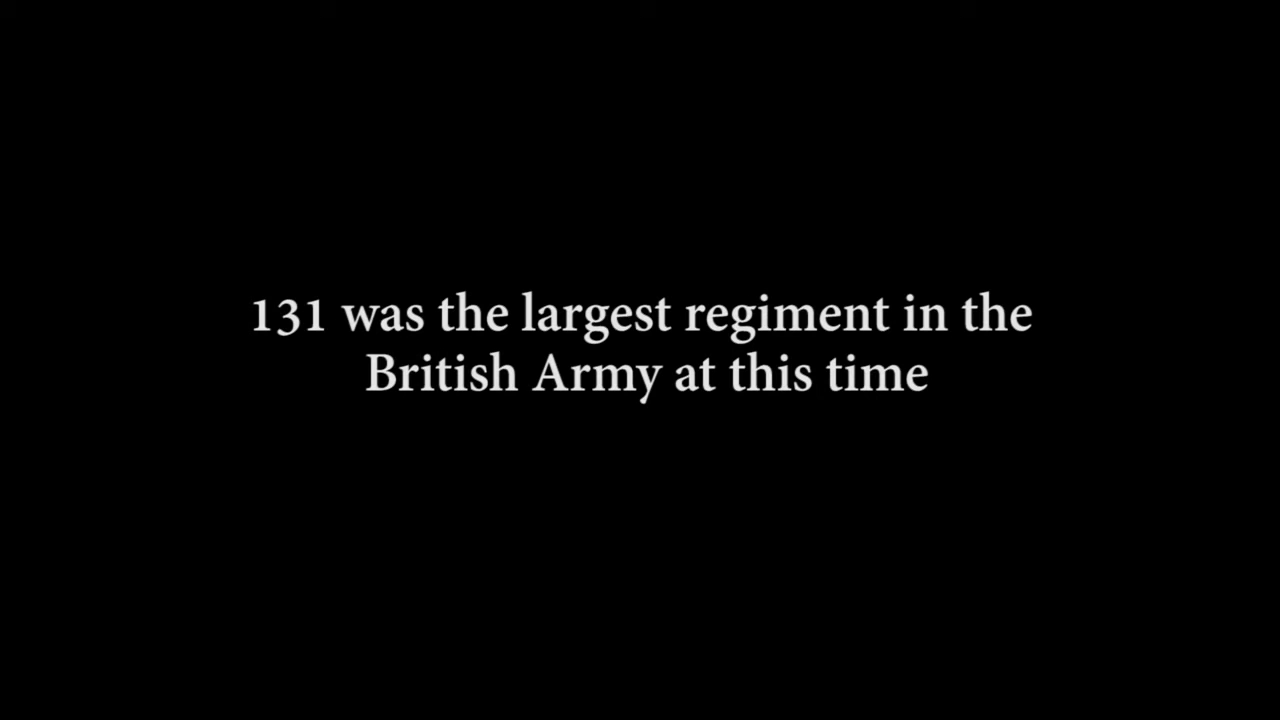 131 was the largest regiment in the
British Army at this time